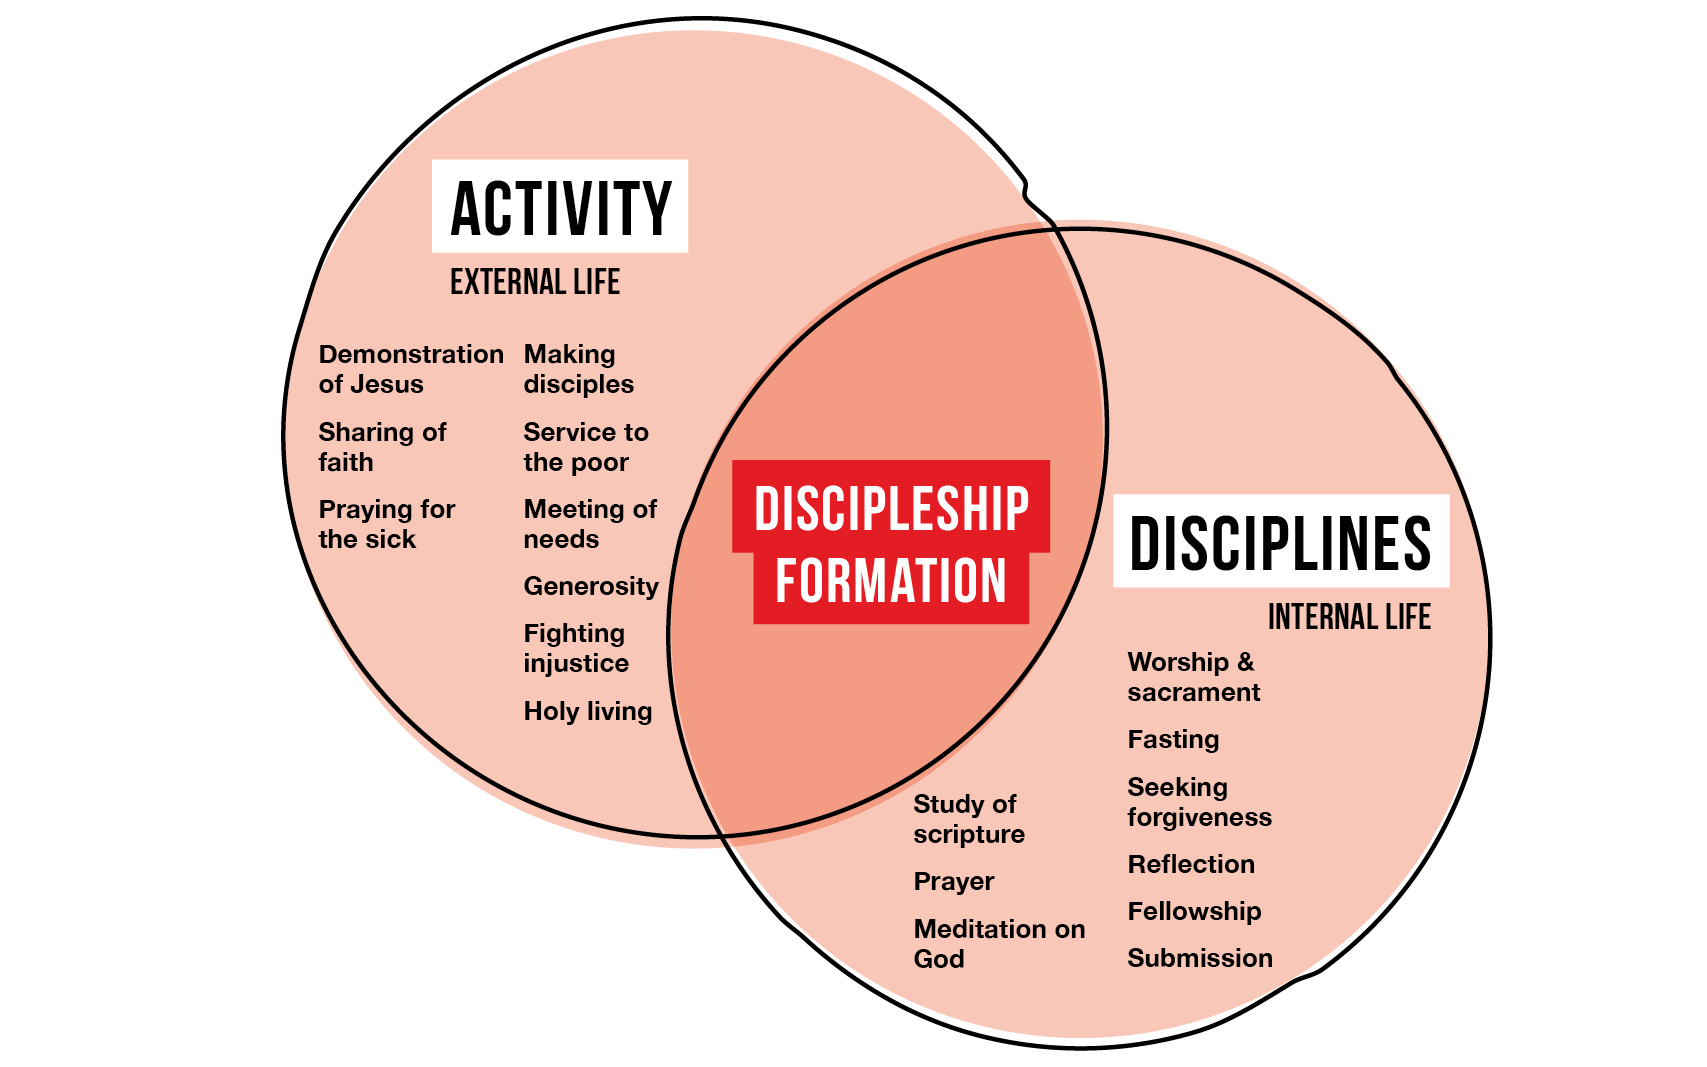 ACTIVITY
EXTERNAL LIFE
Demonstration
of Jesus
Sharing of
faith
Praying for
the sick
Making
disciples
Service to
the poor
Meeting of
needs
Generosity
Fighting
injustice
Holy living
DISCIPLESHIP
FORMATION
DISCIPLINES
INTERNAL LIFE
Study of
scripture
Prayer
Meditation on
God
Worship &
sacrament
Fasting
Seeking
forgiveness
Reflection
Fellowship
Submission